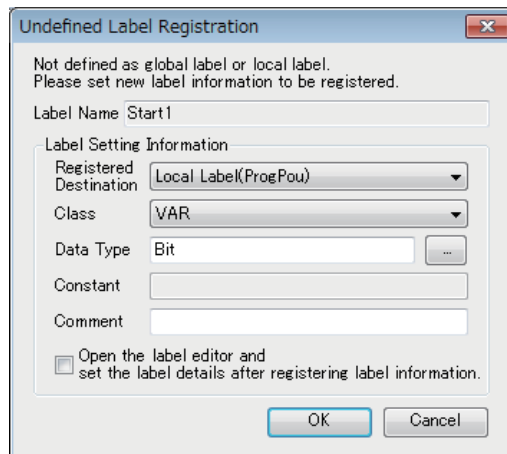 Undefined Label Registration
Not defined as global label or local label.
Please set new label information to be registered.
Label Name Start1
Label Setting Information
Registered Destination Local Label(ProgPou)
Class VAR
Data Type Bit ...
Constant
Comment
Open the label editor and
set the label details after registering label information.
OK Cancel